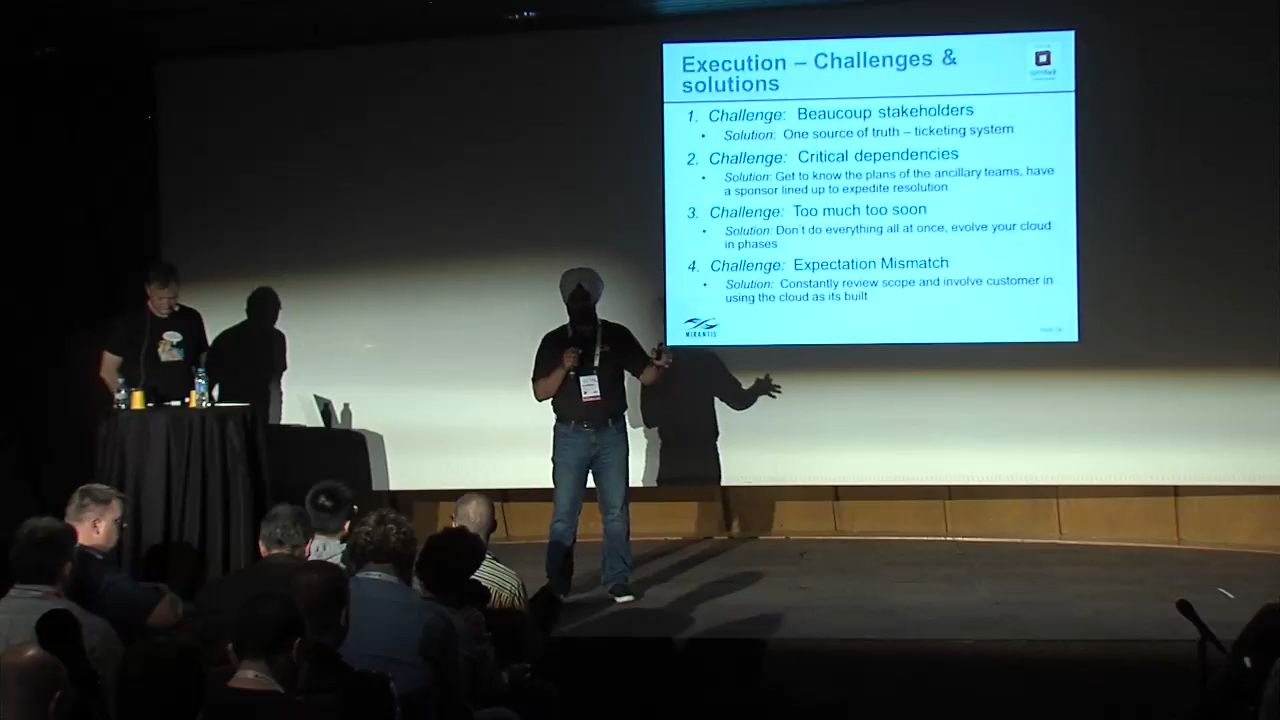 Execution – Challenges &
solutions
1. Challenge: Beaucoup stakeholders
• Solution: One source of truth – ticketing system
2. Challenge: Critical dependencies
• Solution: Get to know the plans of the ancillary teams, have
a sponsor lined up to expedite resolution
3. Challenge: Too much too soon
• Solution: Don't do everything all at once, evolve your cloud
in phases
4. Challenge: Expectation Mismatch
• Solution: Constantly review scope and involve customer in
using the cloud as its built
MIRANTIS